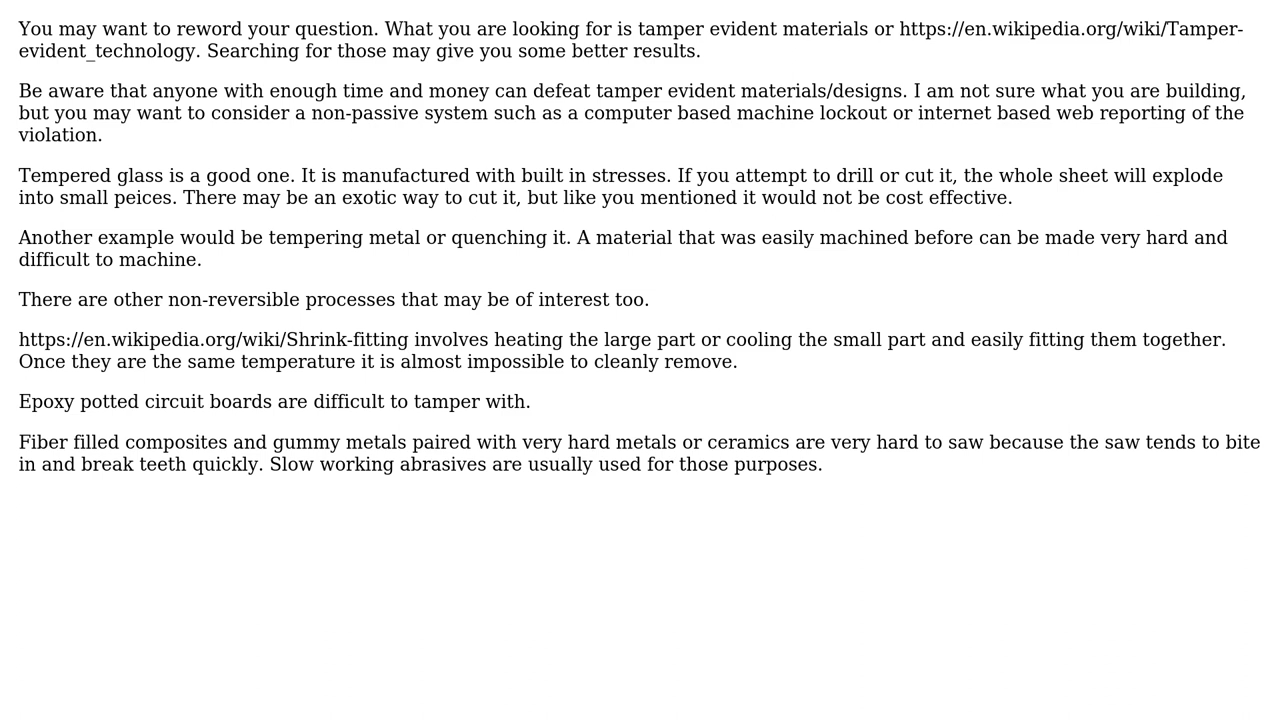 You may want to reword your question. What you are looking for is tamper evident materials or https://en.wikipedia.org/wiki/Tamper-
evident_technology. Searching for those may give you some better results.
Be aware that anyone with enough time and money can defeat tamper evident materials/designs. I am not sure what you are building,
but you may want to consider a non-passive system such as a computer based machine lockout or internet based web reporting of the
violation.
Tempered glass is a good one. It is manufactured with built in stresses. If you attempt to drill or cut it, the whole sheet will explode
into small peices. There may be an exotic way to cut it, but like you mentioned it would not be cost effective.
Another example would be tempering metal or quenching it. A material that was easily machined before can be made very hard and
difficult to machine.
There are other non-reversible processes that may be of interest too.
https://en.wikipedia.org/wiki/Shrink-fitting involves heating the large part or cooling the small part and easily fitting them together.
Once they are the same temperature it is almost impossible to cleanly remove.
Epoxy potted circuit boards are difficult to tamper with.
Fiber filled composites and gummy metals paired with very hard metals or ceramics are very hard to saw because the saw tends to bite
in and break teeth quickly. Slow working abrasives are usually used for those purposes.